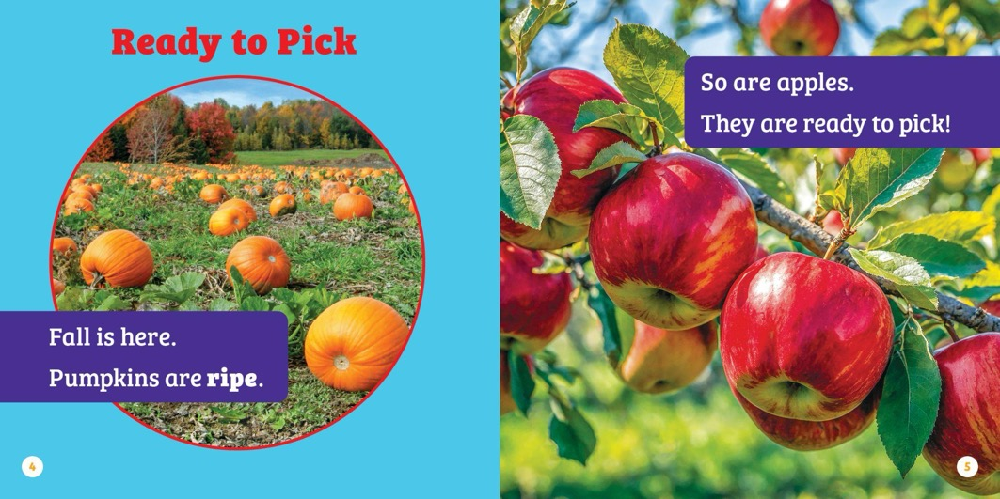 Ready to Pick
Fall is here.
Pumpkins are ripe.
4
So are apples.
They are ready to pick!
5